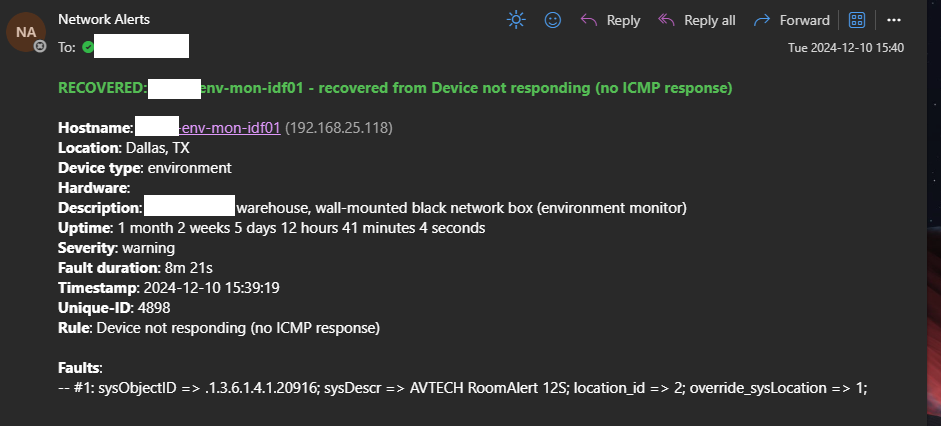 NA
Network Alerts
To:
Reply
Reply all
Forward
Tue 2024-12-10 15:40
RECOVERED: env-mon-idf01 - recovered from Device not responding (no ICMP response)
Hostname: -env-mon-idf01 (192.168.25.118)
Location: Dallas, TX
Device type: environment
Hardware:
Description: warehouse, wall-mounted black network box (environment monitor)
Uptime: 1 month 2 weeks 5 days 12 hours 41 minutes 4 seconds
Severity: warning
Fault duration: 8m 21s
Timestamp: 2024-12-10 15:39:19
Unique-ID: 4898
Rule: Device not responding (no ICMP response)
Faults:
-- #1: sysObjectID => .1.3.6.1.4.1.20916; sysDescr => AVTECH RoomAlert 12S; location_id => 2; override_sysLocation => 1;